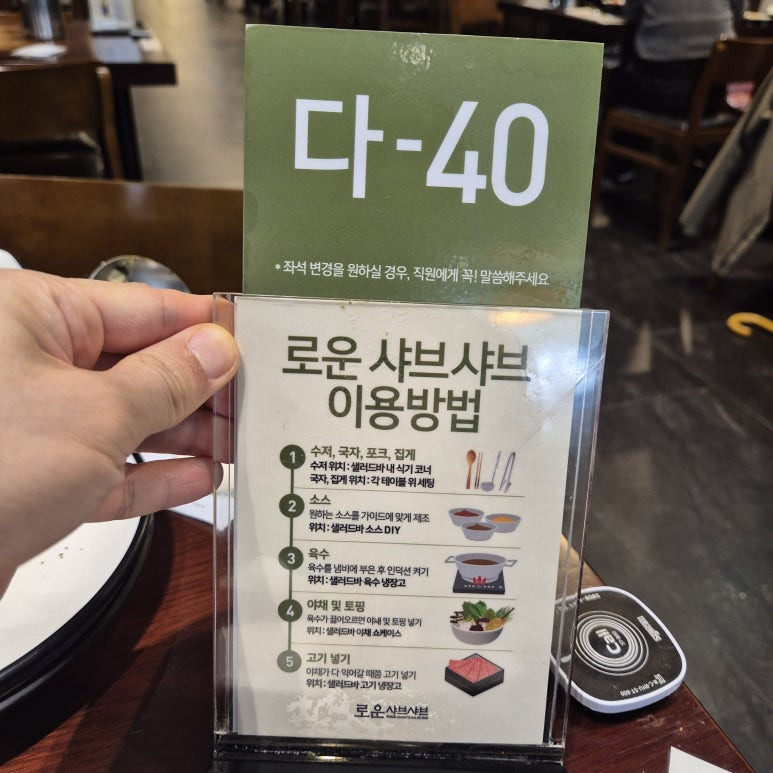 다-40
* 좌석 변경을 원하실 경우, 직원에게 꼭! 말씀해주세요
로운 샤브샤브
이용방법
1 수저, 국자, 포크, 집게
수저 위치 : 샐러드바 내 식기 코너
국자, 집게 위치 : 각 테이블 위 세팅
2 소스
원하는 소스를 가이드에 맞게 제조
위치 : 샐러드바 소스 DIY
3 육수
육수를 냄비에 부은 후 인덕션 켜기
위치 : 샐러드바 육수 냉장고
4 야채 및 토핑
육수가 끓어오르면 야채 및 토핑 넣기
위치 : 샐러드바 야채 쇼케이스
5 고기 넣기
야채가 다 익어갈 때쯤 고기 넣기
위치 : 샐러드바 고기 냉장고
로운 샤브샤브
Call